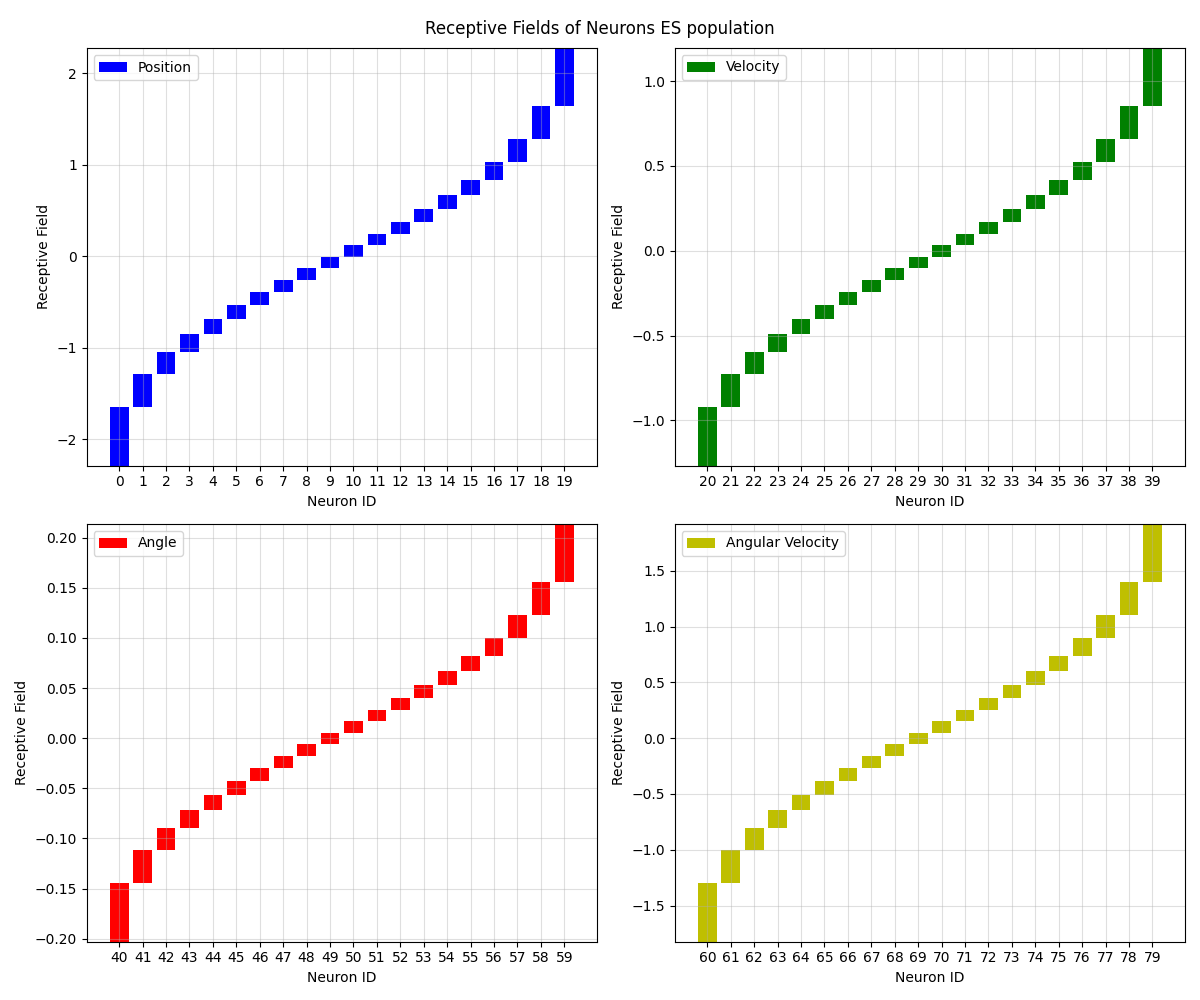 Receptive Fields of Neurons ES population
Position
2
1
0
−1
−2
Receptive Field
0 1 2 3 4 5 6 7 8 9 10 11 12 13 14 15 16 17 18 19
Neuron ID
Velocity
1.0
0.5
0.0
−0.5
−1.0
Receptive Field
20 21 22 23 24 25 26 27 28 29 30 31 32 33 34 35 36 37 38 39
Neuron ID
Angle
0.20
0.15
0.10
0.05
0.00
−0.05
−0.10
−0.15
−0.20
Receptive Field
40 41 42 43 44 45 46 47 48 49 50 51 52 53 54 55 56 57 58 59
Neuron ID
Angular Velocity
1.5
1.0
0.5
0.0
−0.5
−1.0
−1.5
Receptive Field
60 61 62 63 64 65 66 67 68 69 70 71 72 73 74 75 76 77 78 79
Neuron ID